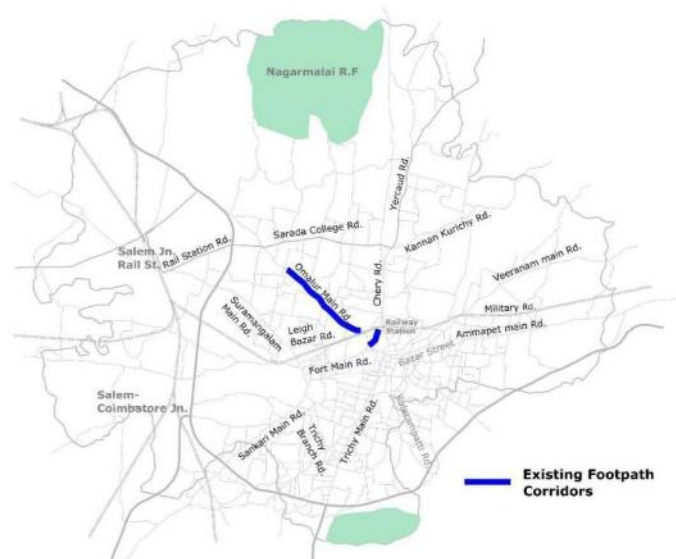 Nagarmalai R.F
Yercaud Rd.
Sarada College Rd.
Kannan Kurichy Rd.
Salem Jn.
Rail St.
Rail Station Rd.
Veeranam main Rd.
Omalur Main Rd.
Chery Rd.
Suramangalam
Main Rd.
Leigh
Bazar Rd.
Railway
Station
Military Rd.
Ammapet main Rd.
Bazar Street
Fort Main Rd.
Salem-
Coimbatore Jn.
Sankari Main Rd.
Trichy
Branch Rd.
Trichy Main Rd.
Existing Footpath
Corridors